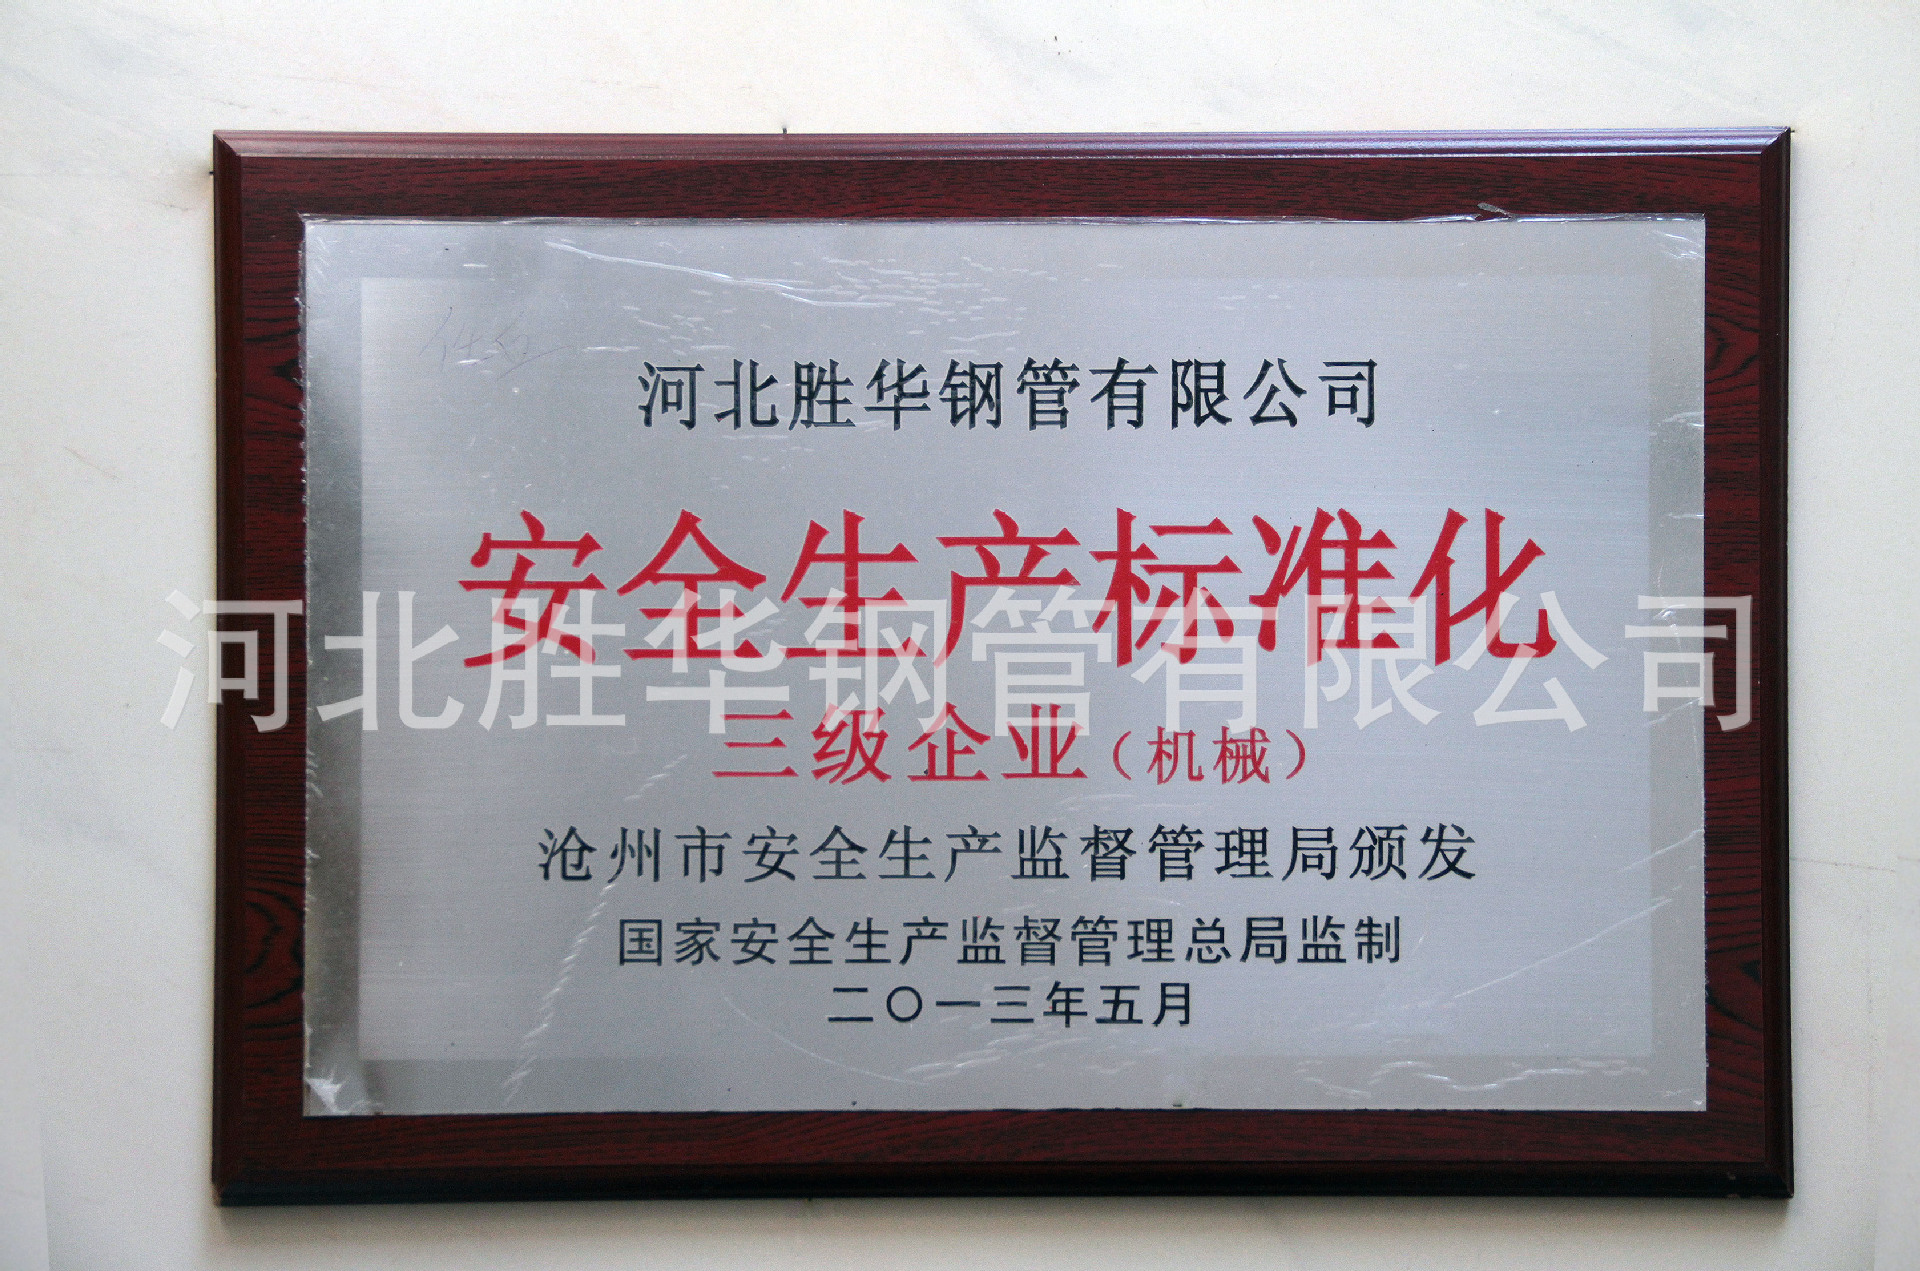 河北胜华钢管有限公司
安全生产标准化
河北胜华钢管有限公司
三级企业（机械）
沧州市安全生产监督管理局颁发
国家安全生产监督管理总局监制
二〇一三年五月